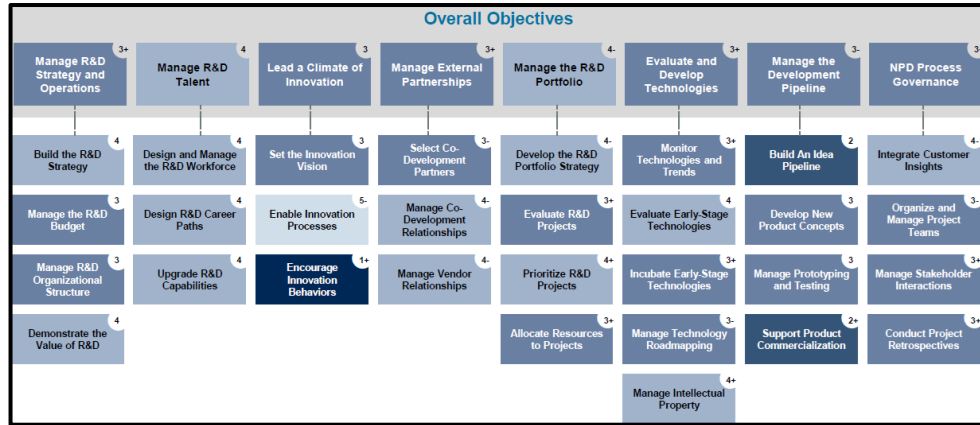 Overall Objectives
3+
Manage R&D
Strategy and
Operations
4
Manage R&D
Talent
3
Lead a Climate of
Innovation
3+
Manage External
Partnerships
4-
Manage the R&D
Portfolio
3+
Evaluate and
Develop
Technologies
3-
Manage the
Development
Pipeline
3+
NPD Process
Governance
4
Build the R&D
Strategy
4
Design and Manage
the R&D Workforce
3
Set the Innovation
Vision
3-
Select Co-
Development
Partners
4-
Develop the R&D
Portfolio Strategy
3+
Monitor
Technologies and
Trends
2
Build An Idea
Pipeline
4-
Integrate Customer
Insights
3
Manage the R&D
Budget
4
Design R&D Career
Paths
5-
Enable Innovation
Processes
4-
Manage Co-
Development
Relationships
3+
Evaluate R&D
Projects
4
Evaluate Early-Stage
Technologies
3
Develop New
Product Concepts
3-
Organize and
Manage Project
Teams
3
Manage R&D
Organizational
Structure
4
Upgrade R&D
Capabilities
1+
Encourage
Innovation
Behaviors
4-
Manage Vendor
Relationships
4+
Prioritize R&D
Projects
3+
Incubate Early-Stage
Technologies
3
Manage Prototyping
and Testing
3+
Manage Stakeholder
Interactions
4
Demonstrate the
Value of R&D
3+
Allocate Resources
to Projects
3-
Manage Technology
Roadmapping
2+
Support Product
Commercialization
3+
Conduct Project
Retrospectives
4+
Manage Intellectual
Property